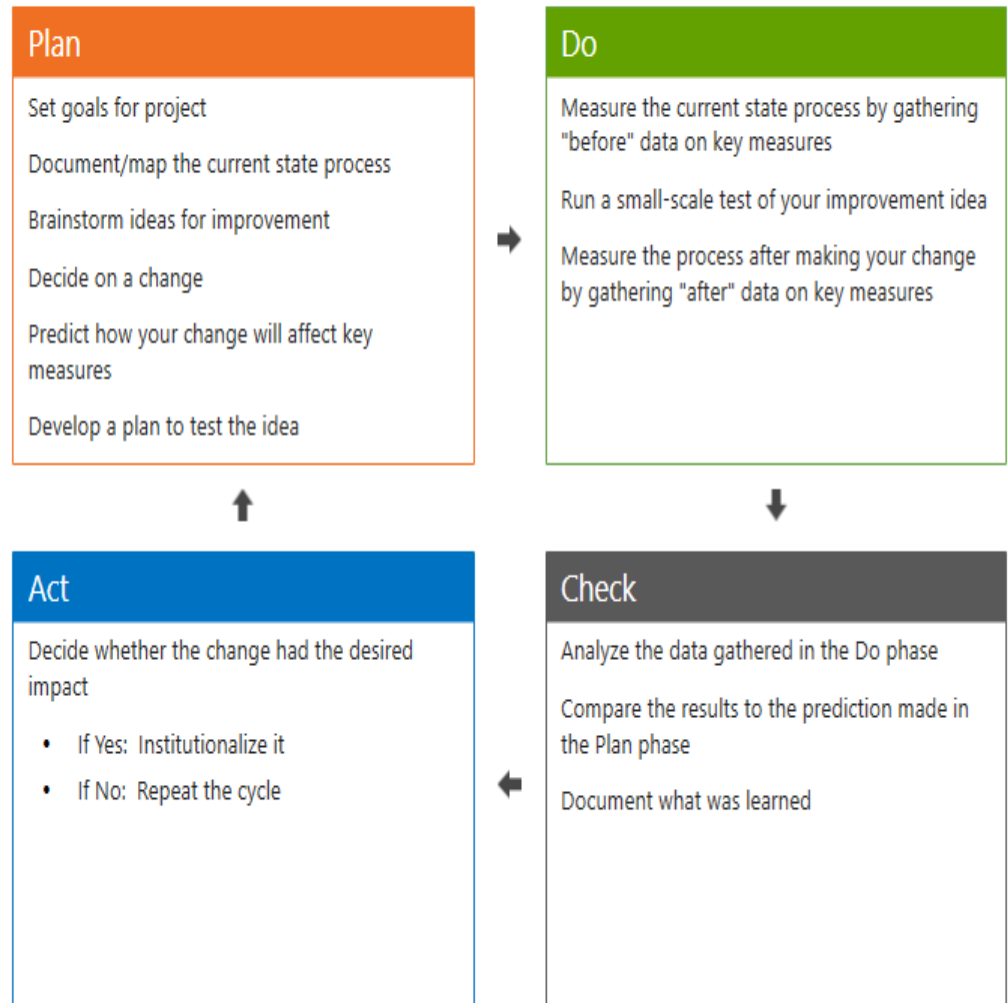 Plan
Set goals for project
Document/map the current state process
Brainstorm ideas for improvement
Decide on a change
Predict how your change will affect key
measures
Develop a plan to test the idea
Do
Measure the current state process by gathering
"before" data on key measures
Run a small-scale test of your improvement idea
Measure the process after making your change
by gathering "after" data on key measures
Act
Decide whether the change had the desired
impact
• If Yes: Institutionalize it
• If No: Repeat the cycle
Check
Analyze the data gathered in the Do phase
Compare the results to the prediction made in
the Plan phase
Document what was learned